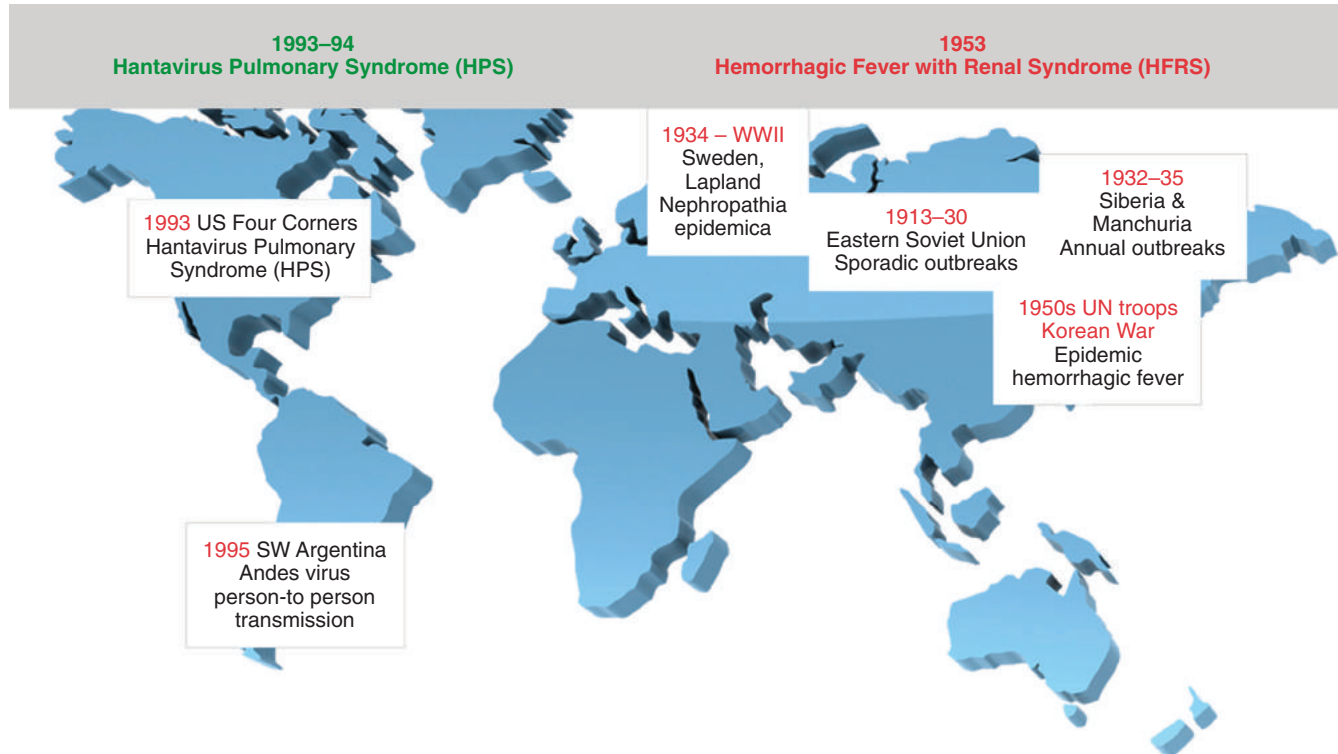 1993–94
Hantavirus Pulmonary Syndrome (HPS)
1953
Hemorrhagic Fever with Renal Syndrome (HFRS)
1934 – WWII
Sweden,
Lapland
Nephropathia
epidemica
1932–35
Siberia &
Manchuria
Annual outbreaks
1993 US Four Corners
Hantavirus Pulmonary
Syndrome (HPS)
1913–30
Eastern Soviet Union
Sporadic outbreaks
1950s UN troops
Korean War
Epidemic
hemorrhagic fever
1995 SW Argentina
Andes virus
person-to person
transmission